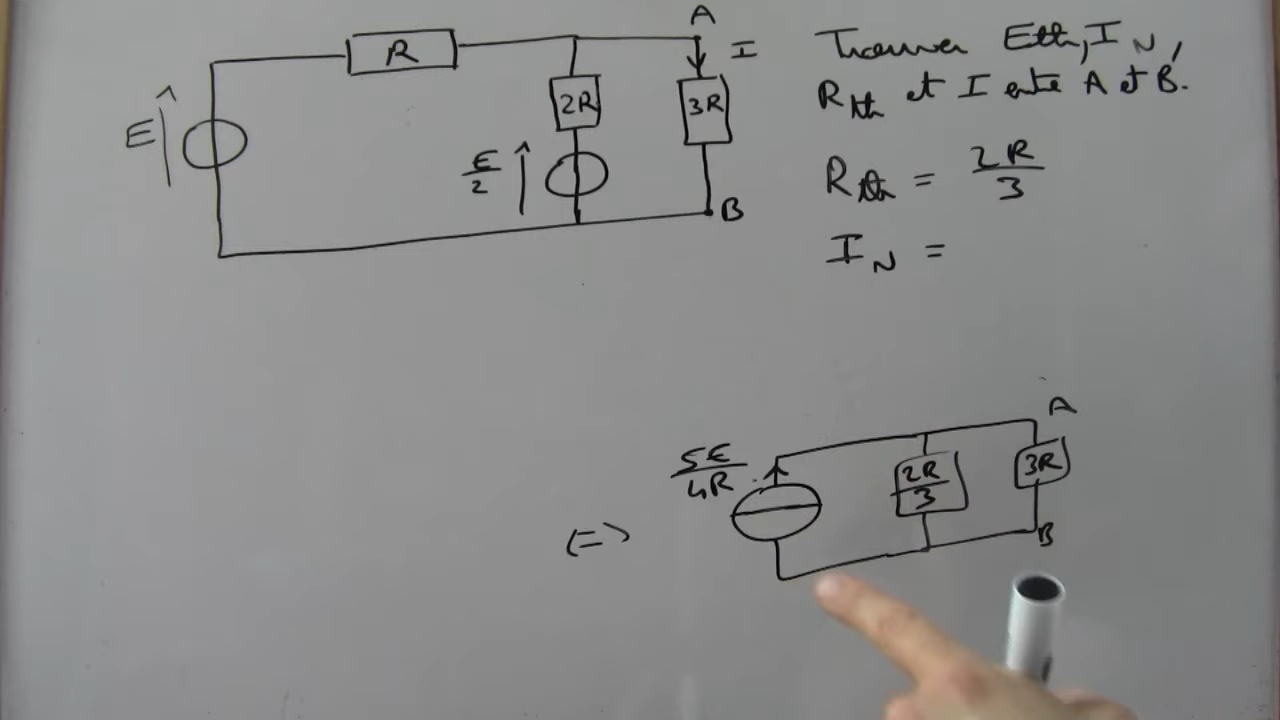 A
I
R
2R
3R
E
E/2
B
Trouver Eth, IN,
Rth et I entre A et B.
Rth = 2R/3
IN =
A
5E/4R
2R/3
3R
<=>
B